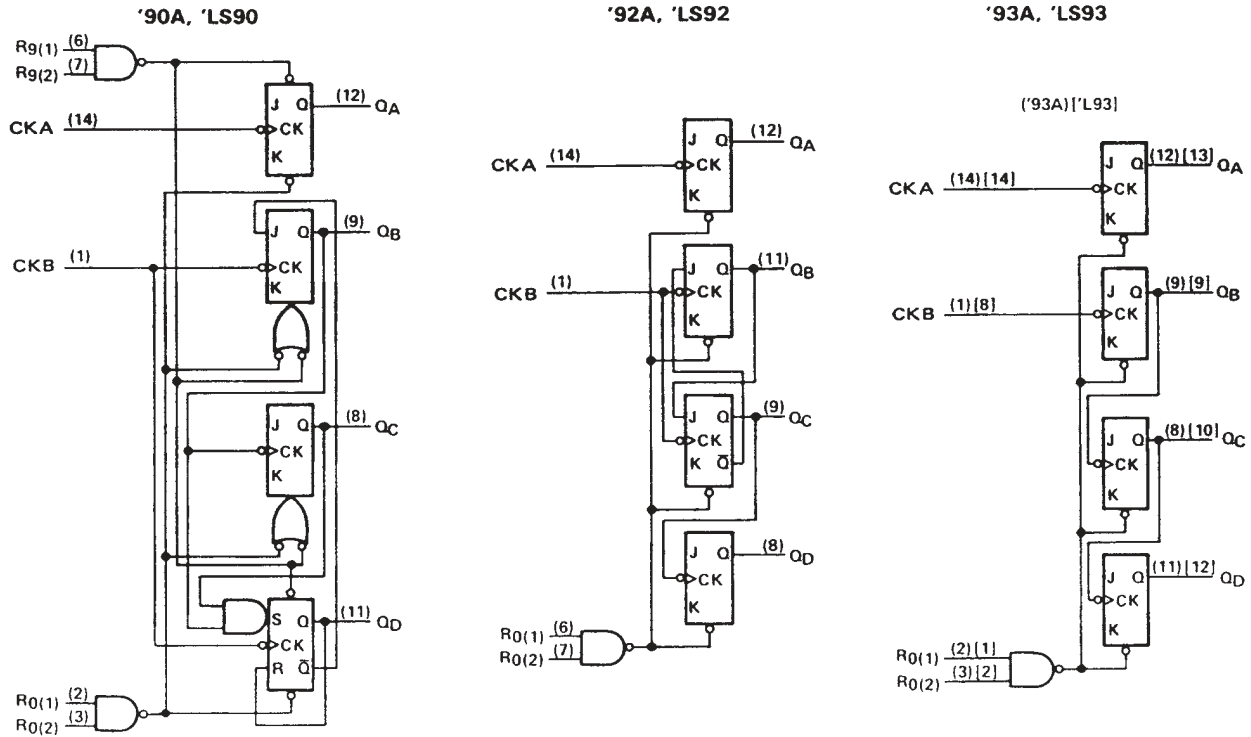 '90A, 'LS90
R9(1) (6)
R9(2) (7)
J Q (12) QA
CKA (14) CK
K
J Q (9) QB
CKB (1) CK
K
J Q (8) QC
CK
K
S Q (11) QD
CK
R Q̅
R0(1) (2)
R0(2) (3)
'92A, 'LS92
J Q (12) QA
CKA (14) CK
K
J Q (11) QB
CKB (1) CK
K
J Q (9) QC
CK
K Q̅
J Q (8) QD
CK
K
R0(1) (6)
R0(2) (7)
'93A, 'LS93
('93A)['L93]
J Q (12)[13] QA
CKA (14)[14] CK
K
J Q (9)[9] QB
CKB (1)[8] CK
K
J Q (8)[10] QC
CK
K
J Q (11)[12] QD
CK
K
R0(1) (2)[1]
R0(2) (3)[2]